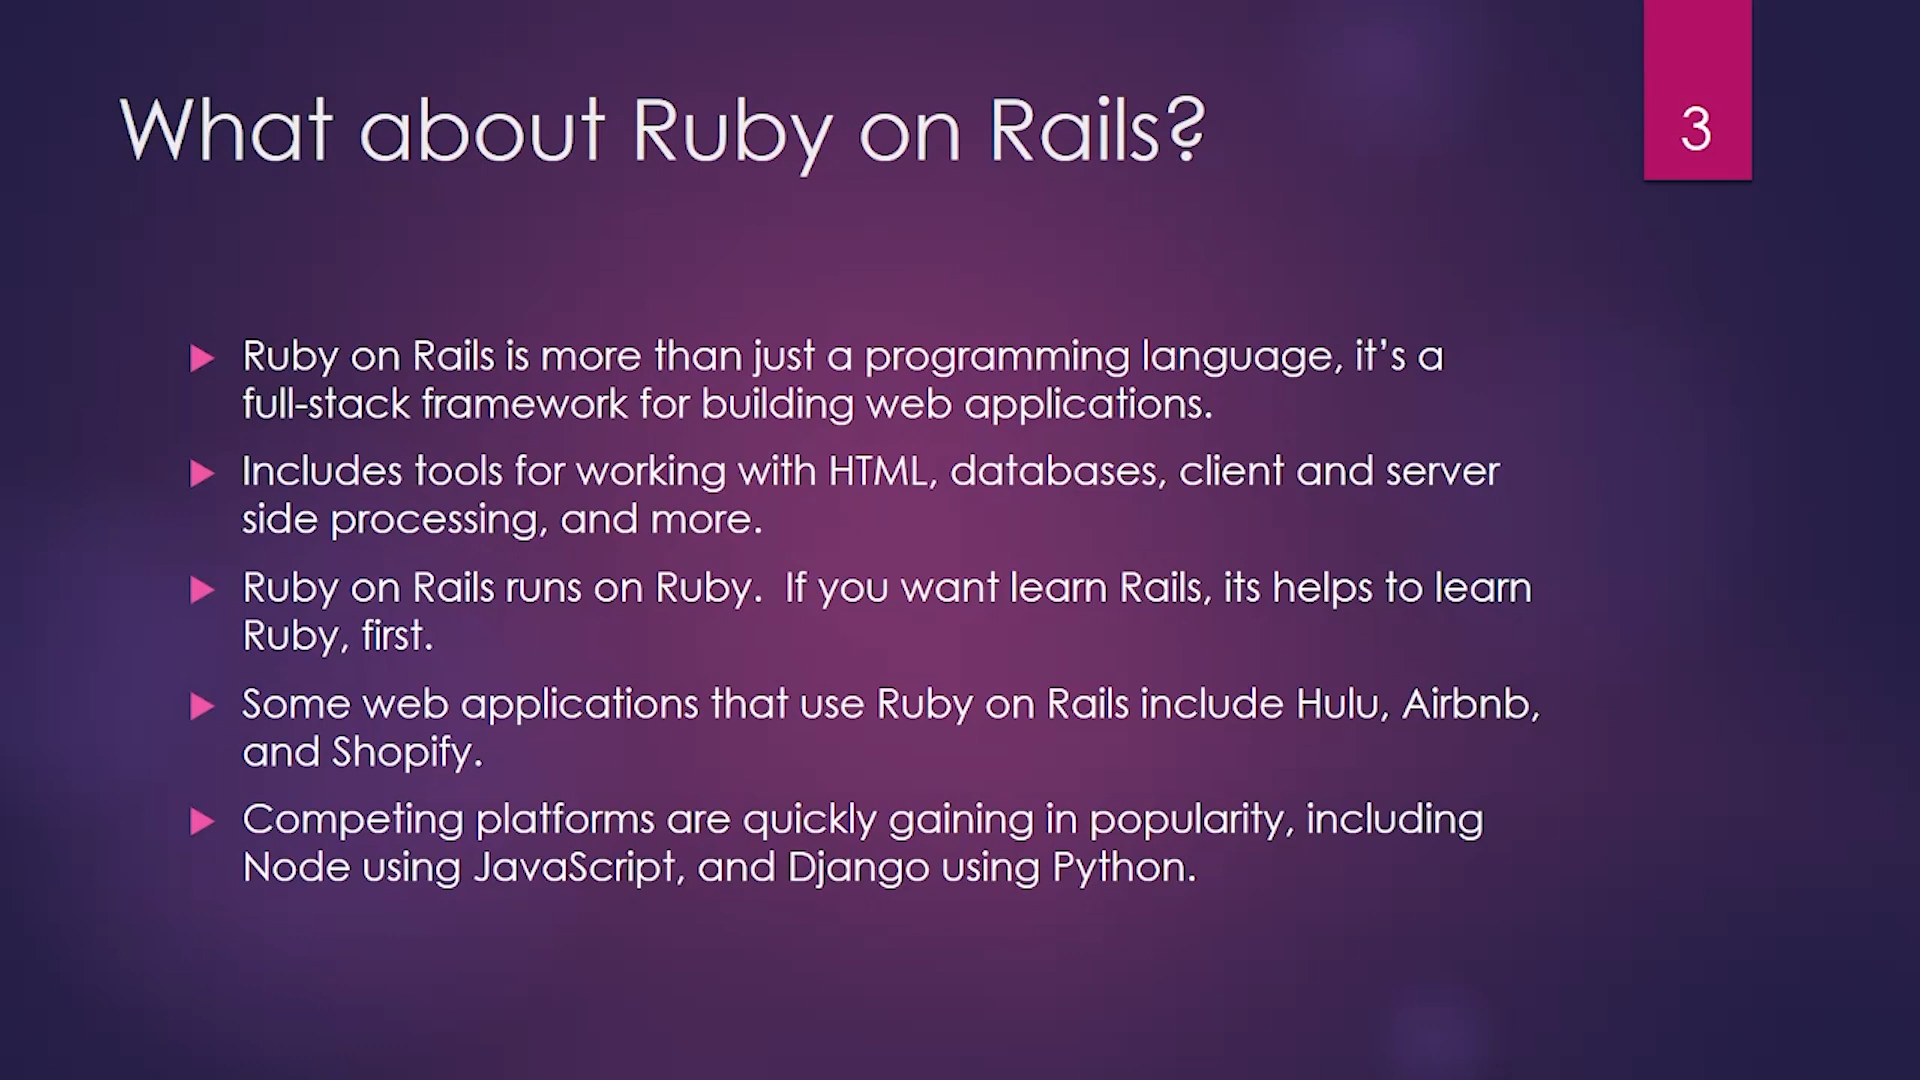 What about Ruby on Rails?
3
Ruby on Rails is more than just a programming language, it’s a
full-stack framework for building web applications.
Includes tools for working with HTML, databases, client and server
side processing, and more.
Ruby on Rails runs on Ruby.  If you want learn Rails, its helps to learn
Ruby, first.
Some web applications that use Ruby on Rails include Hulu, Airbnb,
and Shopify.
Competing platforms are quickly gaining in popularity, including
Node using JavaScript, and Django using Python.